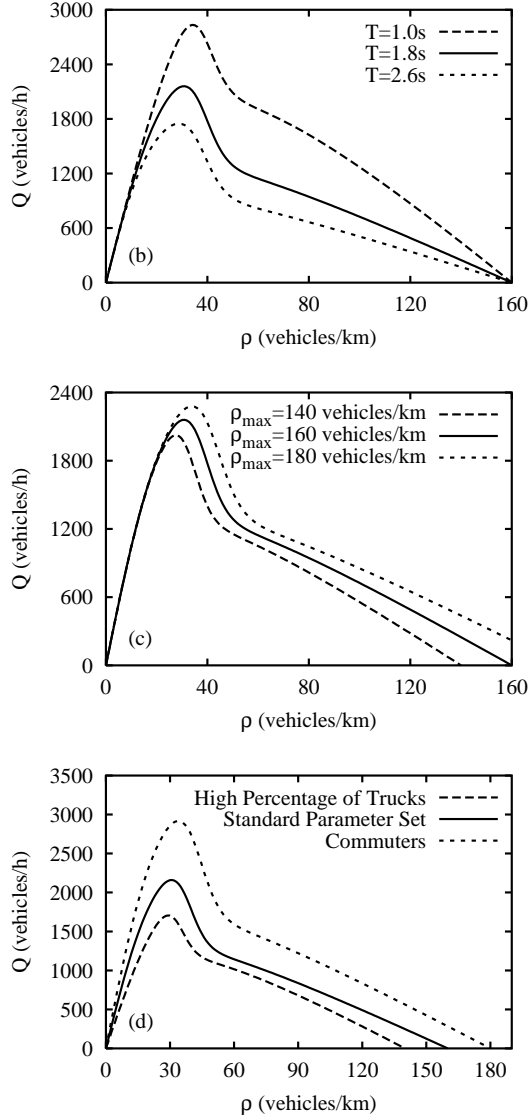 3000
2400
1800
1200
600
0
Q (vehicles/h)
T=1.0s
T=1.8s
T=2.6s
(b)
0 40 80 120 160
ρ (vehicles/km)
2400
1800
1200
600
0
Q (vehicles/h)
ρmax=140 vehicles/km
ρmax=160 vehicles/km
ρmax=180 vehicles/km
(c)
0 40 80 120 160
ρ (vehicles/km)
3500
3000
2500
2000
1500
1000
500
0
Q (vehicles/h)
High Percentage of Trucks
Standard Parameter Set
Commuters
(d)
0 30 60 90 120 150 180
ρ (vehicles/km)